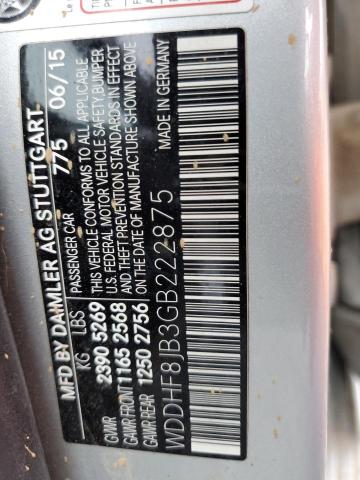 MFD BY DAIMLER AG STUTTGART
775 06/15
PASSENGER CAR
KG LBS
THIS VEHICLE CONFORMS TO ALL APPLICABLE
U.S. FEDERAL MOTOR VEHICLE SAFETY, BUMPER
AND THEFT PREVENTION STANDARDS IN EFFECT
ON THE DATE OF MANUFACTURE SHOWN ABOVE
GVWR 2390 5269
GAWR FRONT 1165 2568
GAWR REAR 1250 2756
MADE IN GERMANY
WDDHF8JB3GB222875